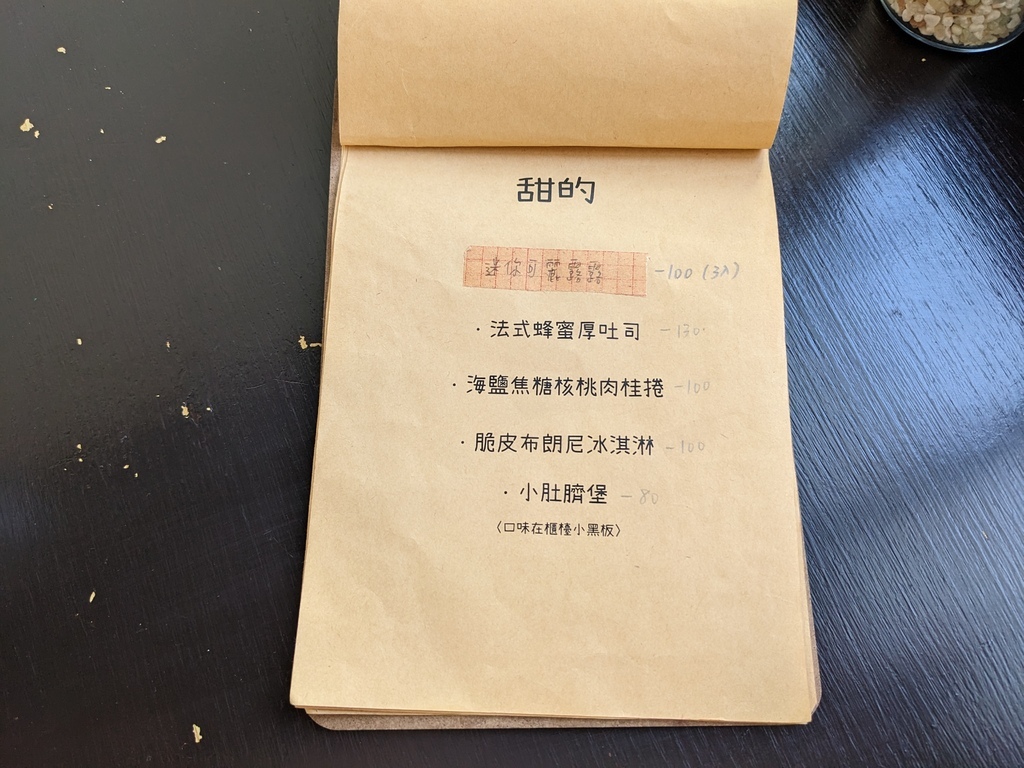 甜的
迷你可麗露露 -100 (3入)
· 法式蜂蜜厚吐司 -130
· 海鹽焦糖核桃肉桂捲 -100
· 脆皮布朗尼冰淇淋 -100
· 小肚臍堡 -80
〈口味在櫃檯小黑板〉